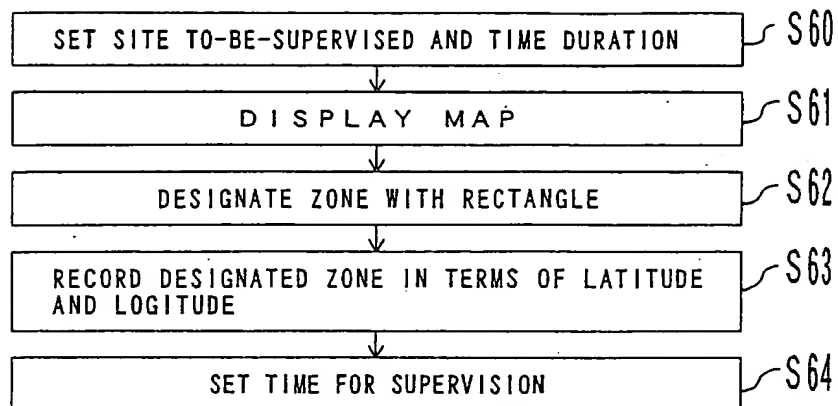 SET SITE TO-BE-SUPERVISED AND TIME DURATION S60
DISPLAY MAP S61
DESIGNATE ZONE WITH RECTANGLE S62
RECORD DESIGNATED ZONE IN TERMS OF LATITUDE S63
AND LOGITUDE
SET TIME FOR SUPERVISION S64